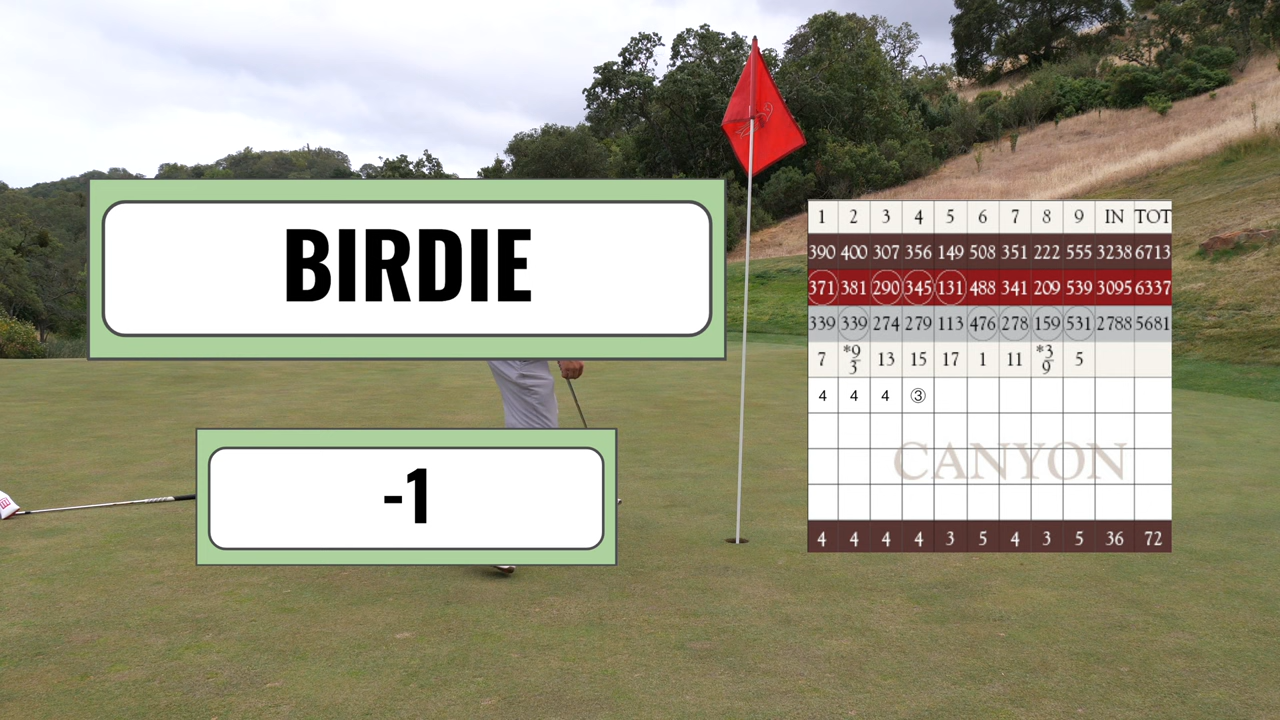 BIRDIE
-1
1 2 3 4 5 6 7 8 9 IN TOT
390 400 307 356 149 508 351 222 555 3238 6713
371 381 290 345 131 488 341 209 539 3095 6337
339 339 274 279 113 476 278 159 531 2788 5681
7 *9/3 13 15 17 1 11 *3/9 5
4 4 4 ③
CANYON
4 4 4 4 3 5 4 3 5 36 72